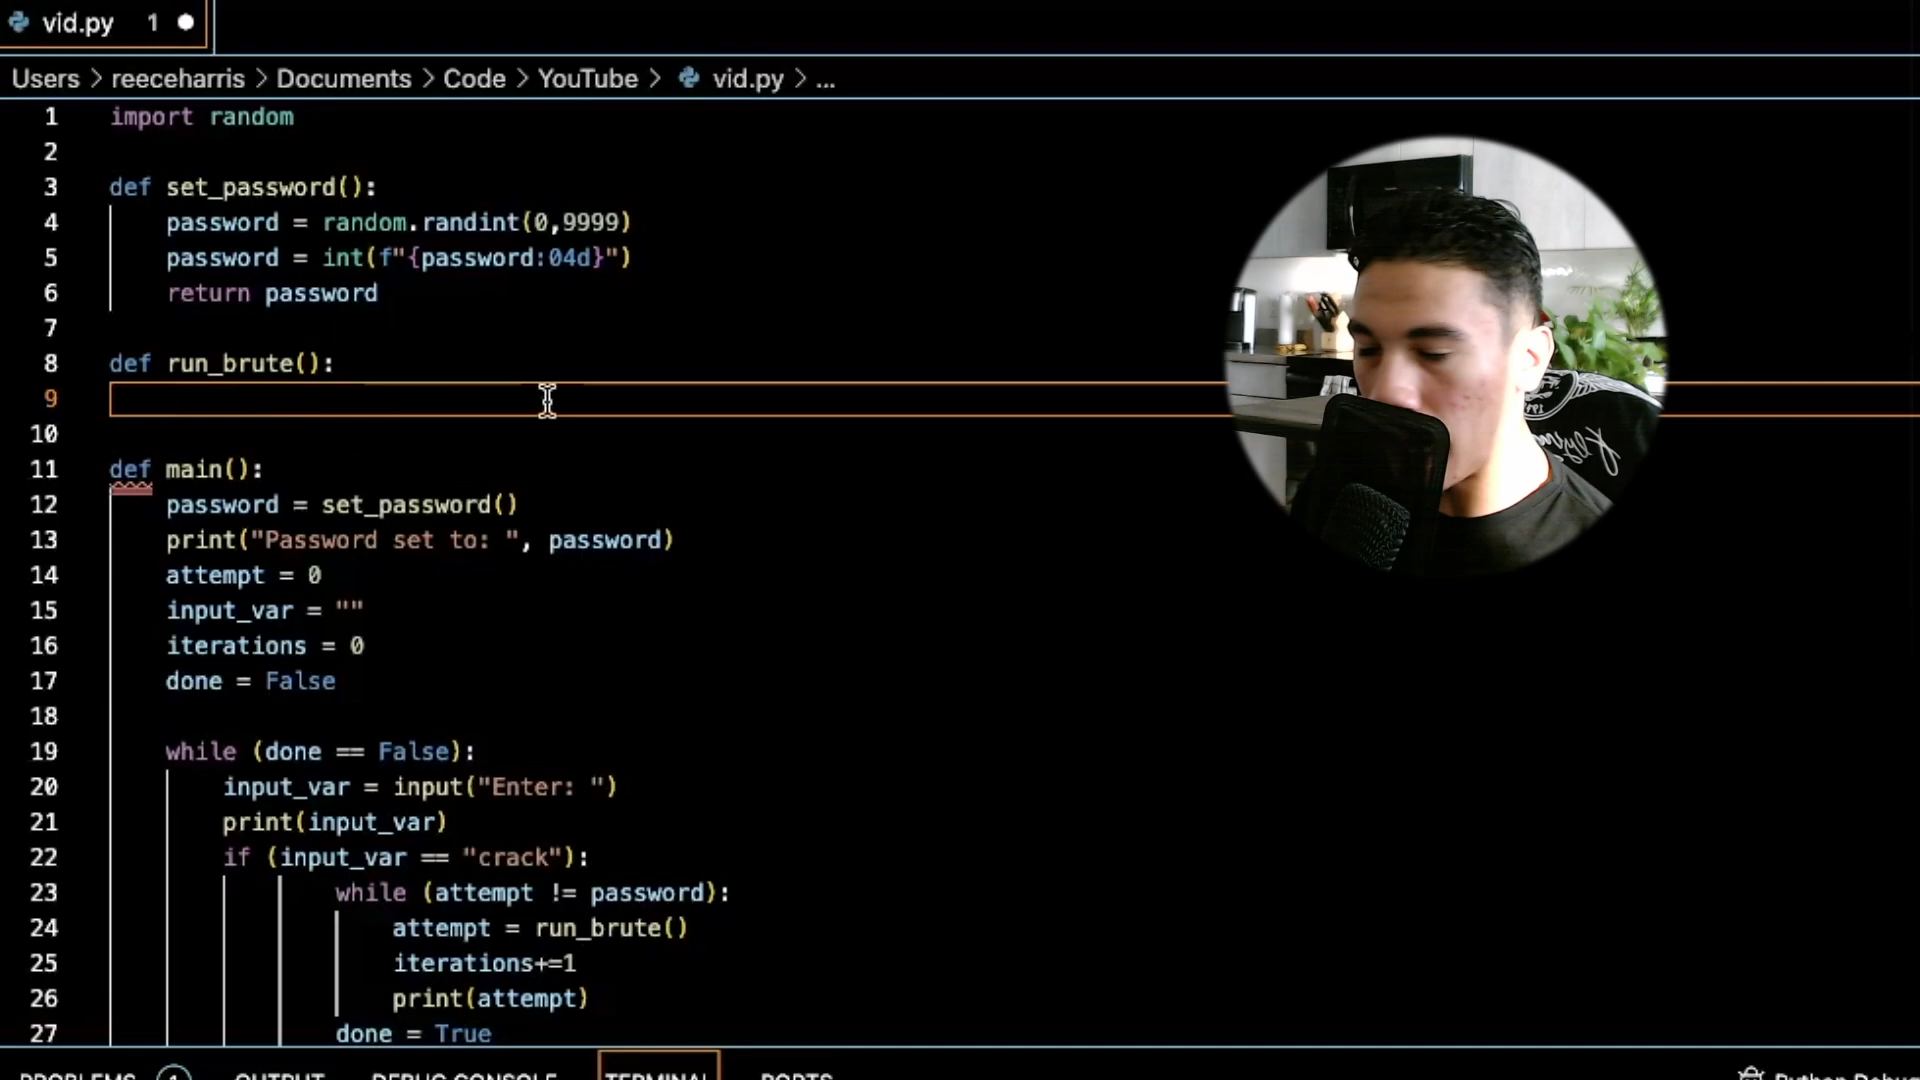 vid.py 1
Users > reeceharris > Documents > Code > YouTube > vid.py > ...
1 import random
2
3 def set_password():
4 password = random.randint(0,9999)
5 password = int(f"{password:04d}")
6 return password
7
8 def run_brute():
9
10
11 def main():
12 password = set_password()
13 print("Password set to: ", password)
14 attempt = 0
15 input_var = ""
16 iterations = 0
17 done = False
18
19 while (done == False):
20 input_var = input("Enter: ")
21 print(input_var)
22 if (input_var == "crack"):
23 while (attempt != password):
24 attempt = run_brute()
25 iterations+=1
26 print(attempt)
27 done = True
PROBLEMS 1 OUTPUT DEBUG CONSOLE TERMINAL PORTS Python Debug